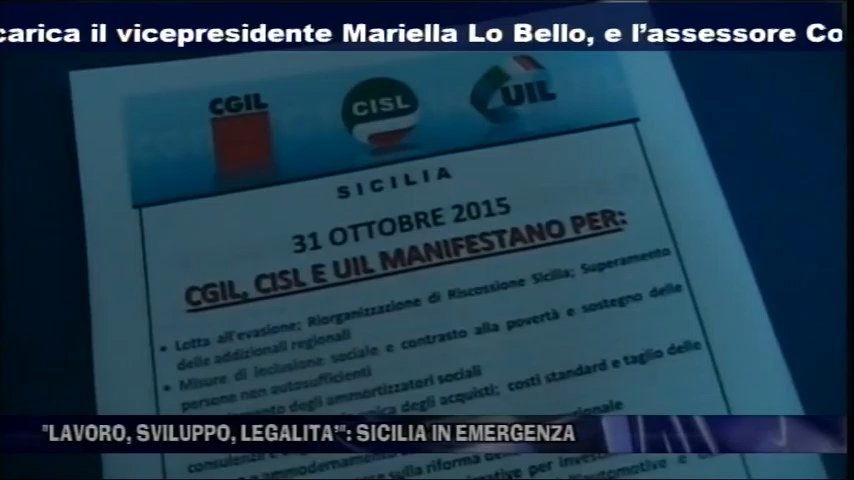 carica il vicepresidente Mariella Lo Bello, e l'assessore Co
CGIL
CISL
UIL
SICILIA
31 OTTOBRE 2015
CGIL, CISL E UIL MANIFESTANO PER:
• Lotta all'evasione; Riorganizzazione di Riscossione Sicilia; Superamento
delle addizionali regionali
• Misure di inclusione sociale e contrasto alla povertà e sostegno delle
persone non autosufficienti
degli ammortizzatori sociali
degli acquisti; costi standard e taglio delle
"LAVORO, SVILUPPO, LEGALITA'": SICILIA IN EMERGENZA
sulla riforma
per
e